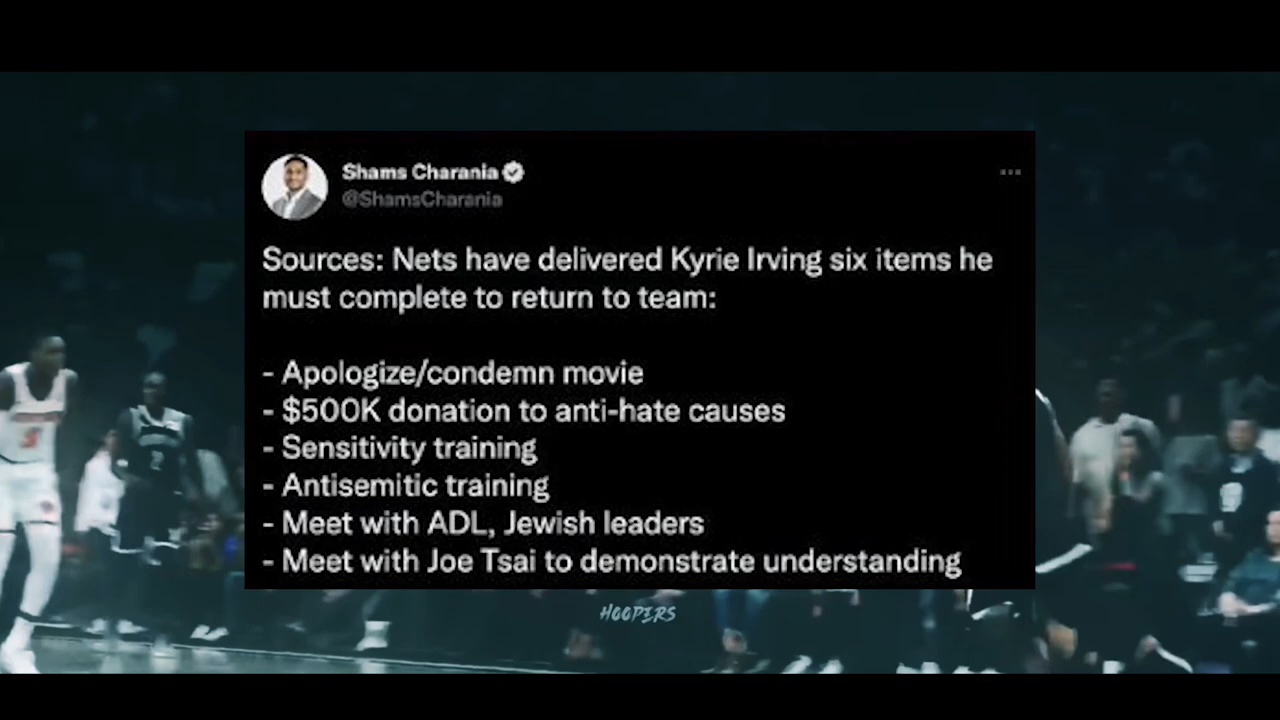 Shams Charania
@ShamsCharania
Sources: Nets have delivered Kyrie Irving six items he
must complete to return to team:
- Apologize/condemn movie
- $500K donation to anti-hate causes
- Sensitivity training
- Antisemitic training
- Meet with ADL, Jewish leaders
- Meet with Joe Tsai to demonstrate understanding
HOOPERS